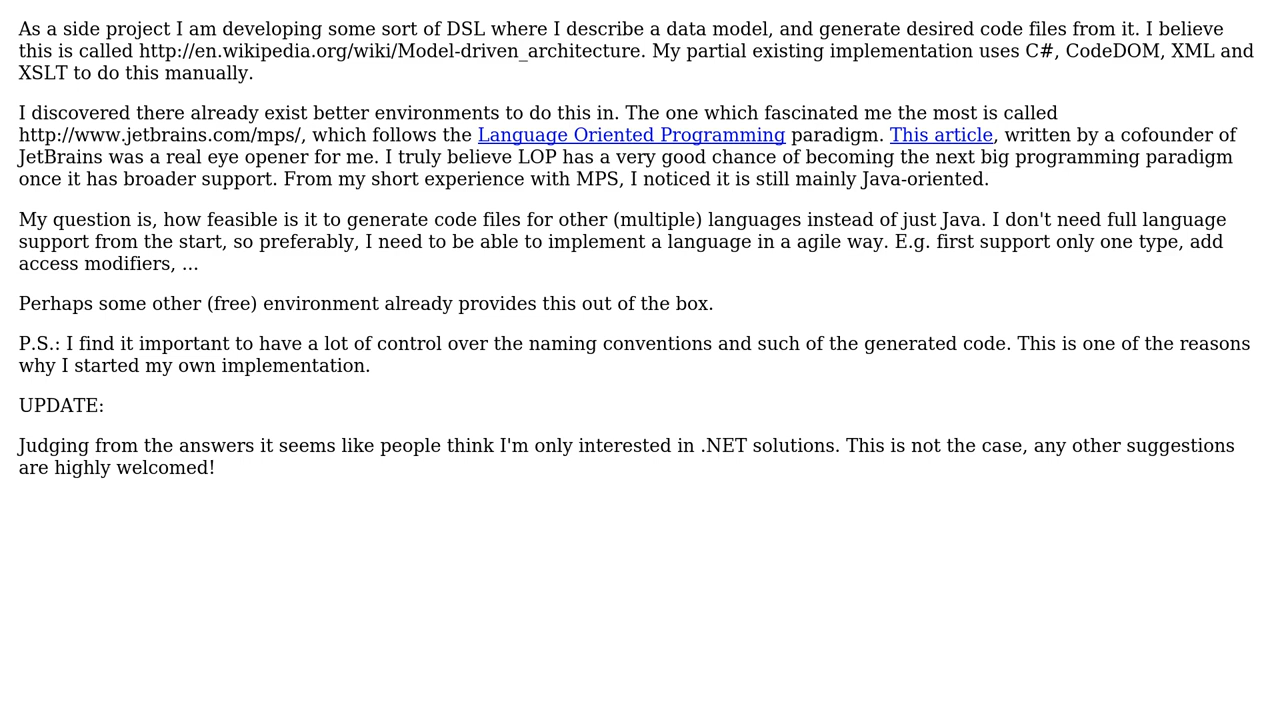 As a side project I am developing some sort of DSL where I describe a data model, and generate desired code files from it. I believe
this is called http://en.wikipedia.org/wiki/Model-driven_architecture. My partial existing implementation uses C#, CodeDOM, XML and
XSLT to do this manually.
I discovered there already exist better environments to do this in. The one which fascinated me the most is called
http://www.jetbrains.com/mps/, which follows the Language Oriented Programming paradigm. This article, written by a cofounder of
JetBrains was a real eye opener for me. I truly believe LOP has a very good chance of becoming the next big programming paradigm
once it has broader support. From my short experience with MPS, I noticed it is still mainly Java-oriented.
My question is, how feasible is it to generate code files for other (multiple) languages instead of just Java. I don't need full language
support from the start, so preferably, I need to be able to implement a language in a agile way. E.g. first support only one type, add
access modifiers, ...
Perhaps some other (free) environment already provides this out of the box.
P.S.: I find it important to have a lot of control over the naming conventions and such of the generated code. This is one of the reasons
why I started my own implementation.
UPDATE:
Judging from the answers it seems like people think I'm only interested in .NET solutions. This is not the case, any other suggestions
are highly welcomed!